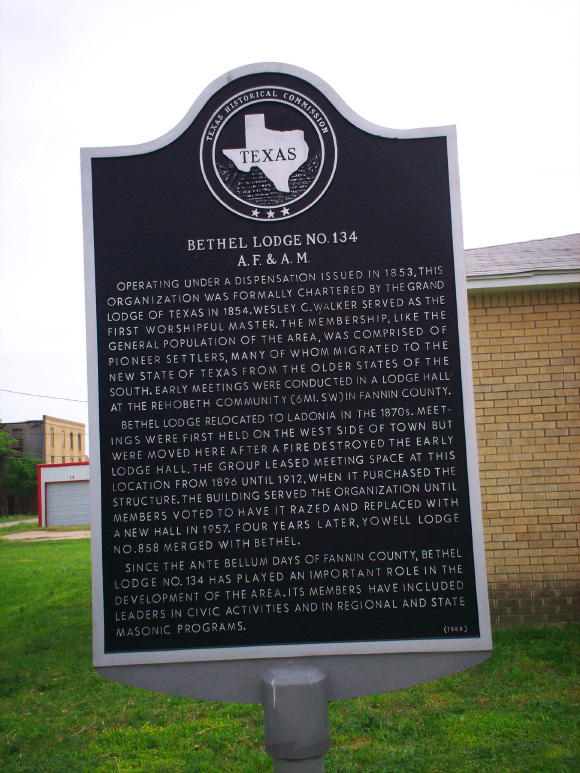 TEXAS HISTORICAL COMMISSION
TEXAS
BETHEL LODGE NO. 134
A.F. & A.M.
OPERATING UNDER A DISPENSATION ISSUED IN 1853, THIS
ORGANIZATION WAS FORMALLY CHARTERED BY THE GRAND
LODGE OF TEXAS IN 1854. WESLEY C. WALKER SERVED AS THE
FIRST WORSHIPFUL MASTER. THE MEMBERSHIP, LIKE THE
GENERAL POPULATION OF THE AREA, WAS COMPRISED OF
PIONEER SETTLERS, MANY OF WHOM MIGRATED TO THE
NEW STATE OF TEXAS FROM THE OLDER STATES OF THE
SOUTH. EARLY MEETINGS WERE CONDUCTED IN A LODGE HALL
AT THE REHOBETH COMMUNITY (6MI. SW) IN FANNIN COUNTY.
BETHEL LODGE RELOCATED TO LADONIA IN THE 1870s. MEET-
INGS WERE FIRST HELD ON THE WEST SIDE OF TOWN BUT
WERE MOVED HERE AFTER A FIRE DESTROYED THE EARLY
LODGE HALL. THE GROUP LEASED MEETING SPACE AT THIS
LOCATION FROM 1896 UNTIL 1912, WHEN IT PURCHASED THE
STRUCTURE. THE BUILDING SERVED THE ORGANIZATION UNTIL
MEMBERS VOTED TO HAVE IT RAZED AND REPLACED WITH
A NEW HALL IN 1957. FOUR YEARS LATER, YOWELL LODGE
NO. 858 MERGED WITH BETHEL.
SINCE THE ANTE BELLUM DAYS OF FANNIN COUNTY, BETHEL
LODGE NO. 134 HAS PLAYED AN IMPORTANT ROLE IN THE
DEVELOPMENT OF THE AREA. ITS MEMBERS HAVE INCLUDED
LEADERS IN CIVIC ACTIVITIES AND IN REGIONAL AND STATE
MASONIC PROGRAMS.
(1988)